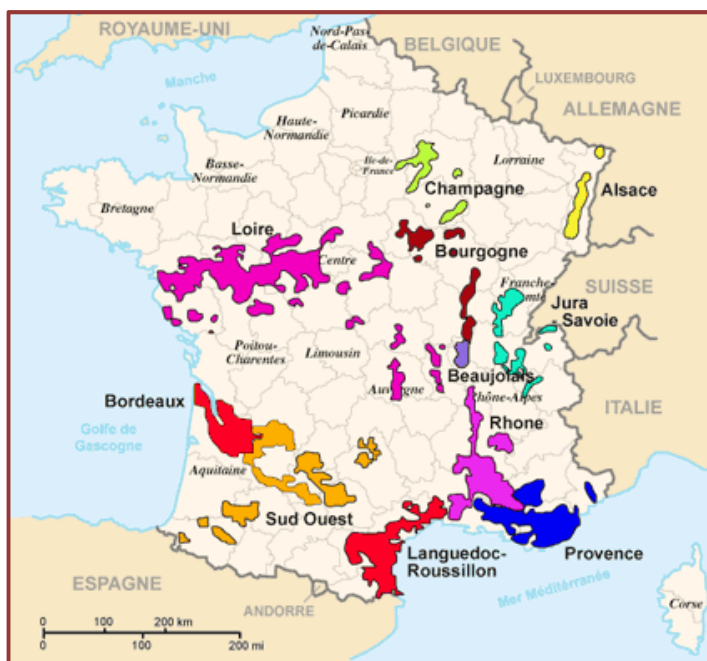 ROYAUME-UNI
Nord-Pas-
de-Calais
BELGIQUE
LUXEMBOURG
ALLEMAGNE
Manche
Picardie
Haute-
Normandie
Basse-
Normandie
Ile-de-
France
Lorraine
Champagne
Alsace
Bretagne
Loire
Centre
Bourgogne
Franche-
comté
SUISSE
Jura
- Savoie
Poitou-
Charentes
Limousin
Auvergne
Beaujolais
Rhône-Alpes
ITALIE
Bordeaux
Rhone
Golfe de
Gascogne
Aquitaine
Sud Ouest
Languedoc-
Roussillon
Provence
ESPAGNE
ANDORRE
Mer Méditérranée
Corse
0 100 200 km
0 100 200 mi